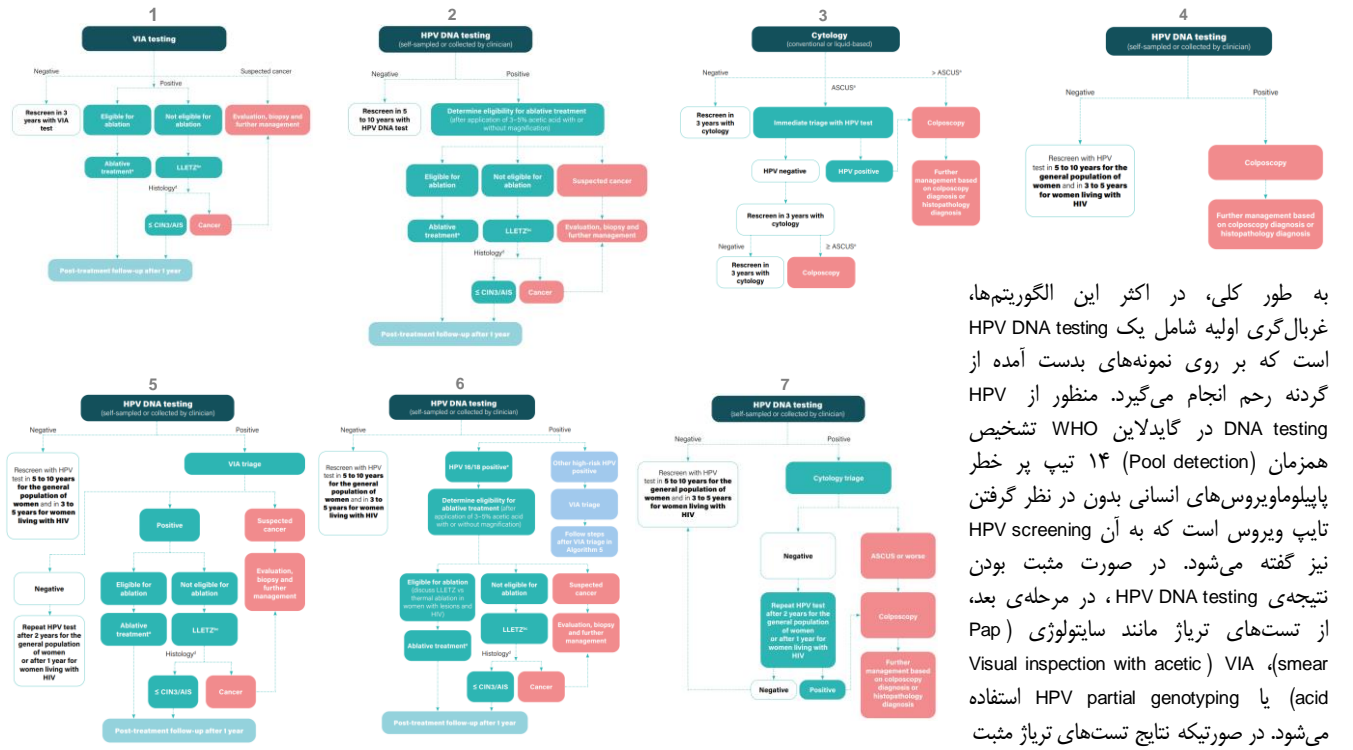 1
VIA testing
Negative
Positive
Suspected cancer
Rescreen in 3
years with VIA
test
Eligible for
ablation
Not eligible for
ablation
Evaluation, biopsy and
further management
Ablative
treatmentᵃ
LLETZᵇᶜ
Histologyᵈ
≤ CIN3/AIS
Cancer
Post-treatment follow-up after 1 year
2
HPV DNA testing
(self-sampled or collected by clinician)
Negative
Positive
Rescreen in 5
to 10 years with
HPV DNA test
Determine eligibility for ablative treatment
(after application of 3–5% acetic acid with or
without magnification)
Eligible for
ablation
Not eligible for
ablation
Suspected cancer
Ablative
treatmentᵃ
LLETZᵇᶜ
Evaluation, biopsy and
further management
Histologyᵈ
≤ CIN3/AIS
Cancer
Post-treatment follow-up after 1 year
3
Cytology
(conventional or liquid-based)
Negative
ASCUSᵃ
> ASCUSᵃ
Rescreen in
3 years with
cytology
Immediate triage with HPV test
Colposcopy
HPV negative
HPV positive
Further
management based
on colposcopy
diagnosis or
histopathology
diagnosis
Rescreen in 3 years with
cytology
Negative
≥ ASCUSᵃ
Rescreen in
3 years with
cytology
Colposcopy
4
HPV DNA testing
(self-sampled or collected by clinician)
Negative
Positive
Rescreen with HPV
test in 5 to 10 years for the
general population of
women and in 3 to 5 years
for women living with
HIV
Colposcopy
Further management based
on colposcopy diagnosis or
histopathology diagnosis
5
HPV DNA testing
(self-sampled or collected by clinician)
Negative
Positive
Rescreen with HPV
test in 5 to 10 years
for the general
population of
women and in 3 to
5 years for women
living with HIV
VIA triage
Positive
Suspected
cancer
Negative
Eligible for
ablation
Not eligible for
ablation
Evaluation,
biopsy and
further
management
Repeat HPV test
after 2 years for the
general population
of women
or after 1 year for
women living with
HIV
Ablative
treatmentᵃ
LLETZᵇᶜ
Histologyᵈ
≤ CIN3/AIS
Cancer
Post-treatment follow-up after 1 year
6
HPV DNA testing
(self-sampled or collected by clinician)
Negative
Positive
Rescreen with HPV
test in 5 to 10 years
for the general
population of
women and in 3 to
5 years for women
living with HIV
HPV 16/18 positiveᵃ
Other high-risk HPV
positive
Determine eligibility for
ablative treatment (after
application of 3–5% acetic acid
with or without magnification)
VIA triage
Follow steps
after VIA triage in
Algorithm 5
Eligible for ablation
(discuss LLETZ vs
thermal ablation in
women with lesions and
HIV)
Not eligible for
ablation
Suspected
cancer
Ablative treatmentᵃ
LLETZᵇᶜ
Evaluation, biopsy
and further
management
Histologyᵈ
≤ CIN3/AIS
Cancer
Post-treatment follow-up after 1 year
7
HPV DNA testing
(self-sampled or collected by clinician)
Negative
Positive
Rescreen with HPV
test in 5 to 10 years for the
general population of
women and in 3 to 5 years
for women living with
HIV
Cytology triage
Negative
ASCUS or worse
Repeat HPV test
after 2 years for the
general population
of women
or after 1 year for
women living with
HIV
Colposcopy
Negative
Positive
Further
management based
on colposcopy
diagnosis or
histopathology
diagnosis
به طور کلی، در اکثر این الگوریتم‌ها،
غربال‌گری اولیه شامل یک HPV DNA testing
است که بر روی نمونه‌های بدست آمده از
گردنه رحم انجام می‌گیرد. منظور از HPV
DNA testing در گایدلاین WHO تشخیص
همزمان (Pool detection) ۱۴ تیپ پر خطر
پاپیلوماویروس‌های انسانی بدون در نظر گرفتن
تایپ ویروس است که به آن HPV screening
نیز گفته می‌شود. در صورت مثبت بودن
نتیجه‌ی HPV DNA testing، در مرحله‌ی بعد،
از تست‌های تریاژ مانند سایتولوژی (Pap
smear)، VIA (Visual inspection with acetic
acid) یا HPV partial genotyping استفاده
می‌شود. در صورتیکه نتایج تست‌های تریاژ مثبت